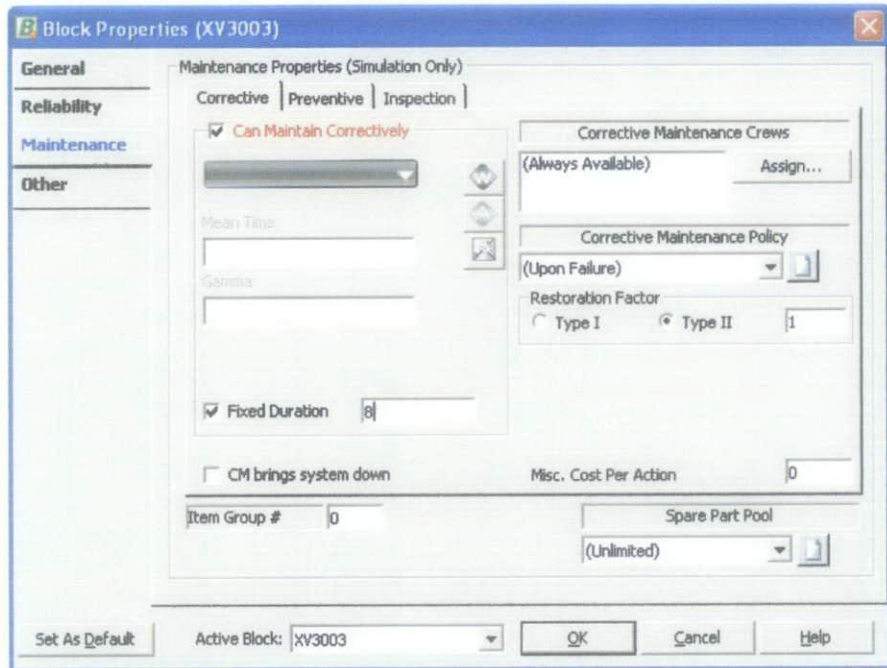 Block Properties (XV3003)
General
Reliability
Maintenance
Other
Maintenance Properties (Simulation Only)
Corrective Preventive Inspection
Can Maintain Correctively
Mean Time
Gamma
Fixed Duration 8
CM brings system down
Corrective Maintenance Crews
(Always Available) Assign...
Corrective Maintenance Policy
(Upon Failure)
Restoration Factor
Type I Type II 1
Misc. Cost Per Action 0
Item Group # 0
Spare Part Pool
(Unlimited)
Set As Default Active Block: XV3003 OK Cancel Help